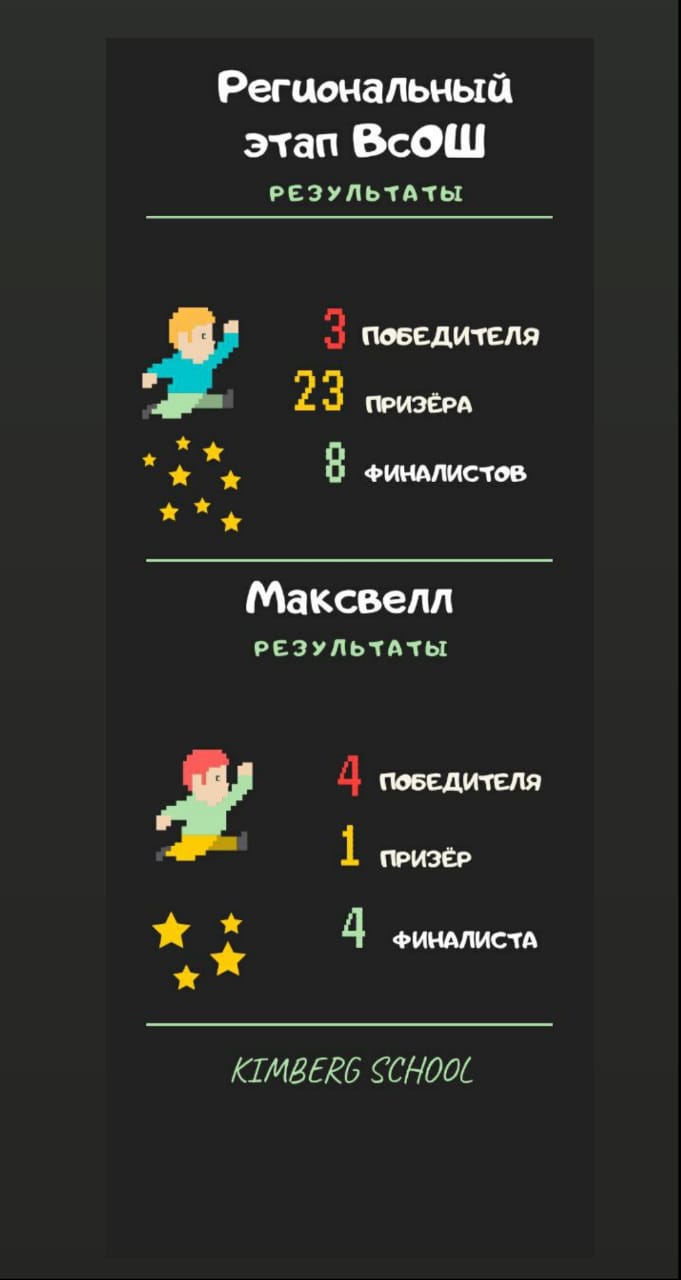 Региональный
этап ВсОШ
РЕЗУЛЬТАТЫ
3 ПОБЕДИТЕЛЯ
23 ПРИЗЁРА
8 ФИНАЛИСТОВ
Максвелл
РЕЗУЛЬТАТЫ
4 ПОБЕДИТЕЛЯ
1 ПРИЗЁР
4 ФИНАЛИСТА
KIMBERG SCHOOL